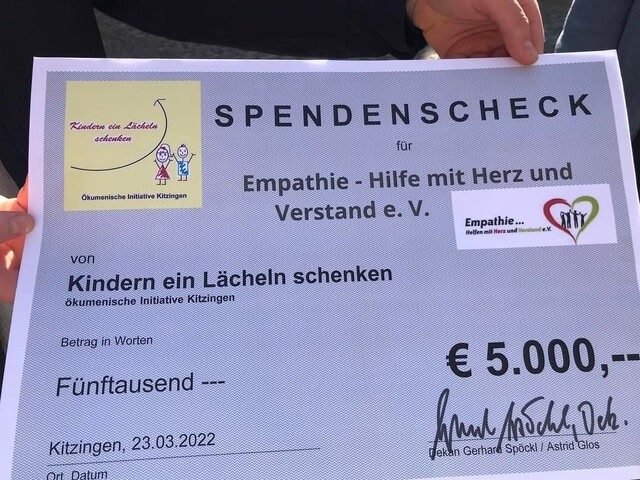 Kindern ein Lächeln
schenken
Ökumenische Initiative Kitzingen
SPENDENSCHECK
für
Empathie - Hilfe mit Herz und
Verstand e. V.
Empathie...
Helfen mit Herz und Verstand e.V.
von
Kindern ein Lächeln schenken
ökumenische Initiative Kitzingen
Betrag in Worten
€ 5.000,--
Fünftausend ---
Kitzingen, 23.03.2022
Dekan Gerhard Spöckl / Astrid Glos
Ort, Datum